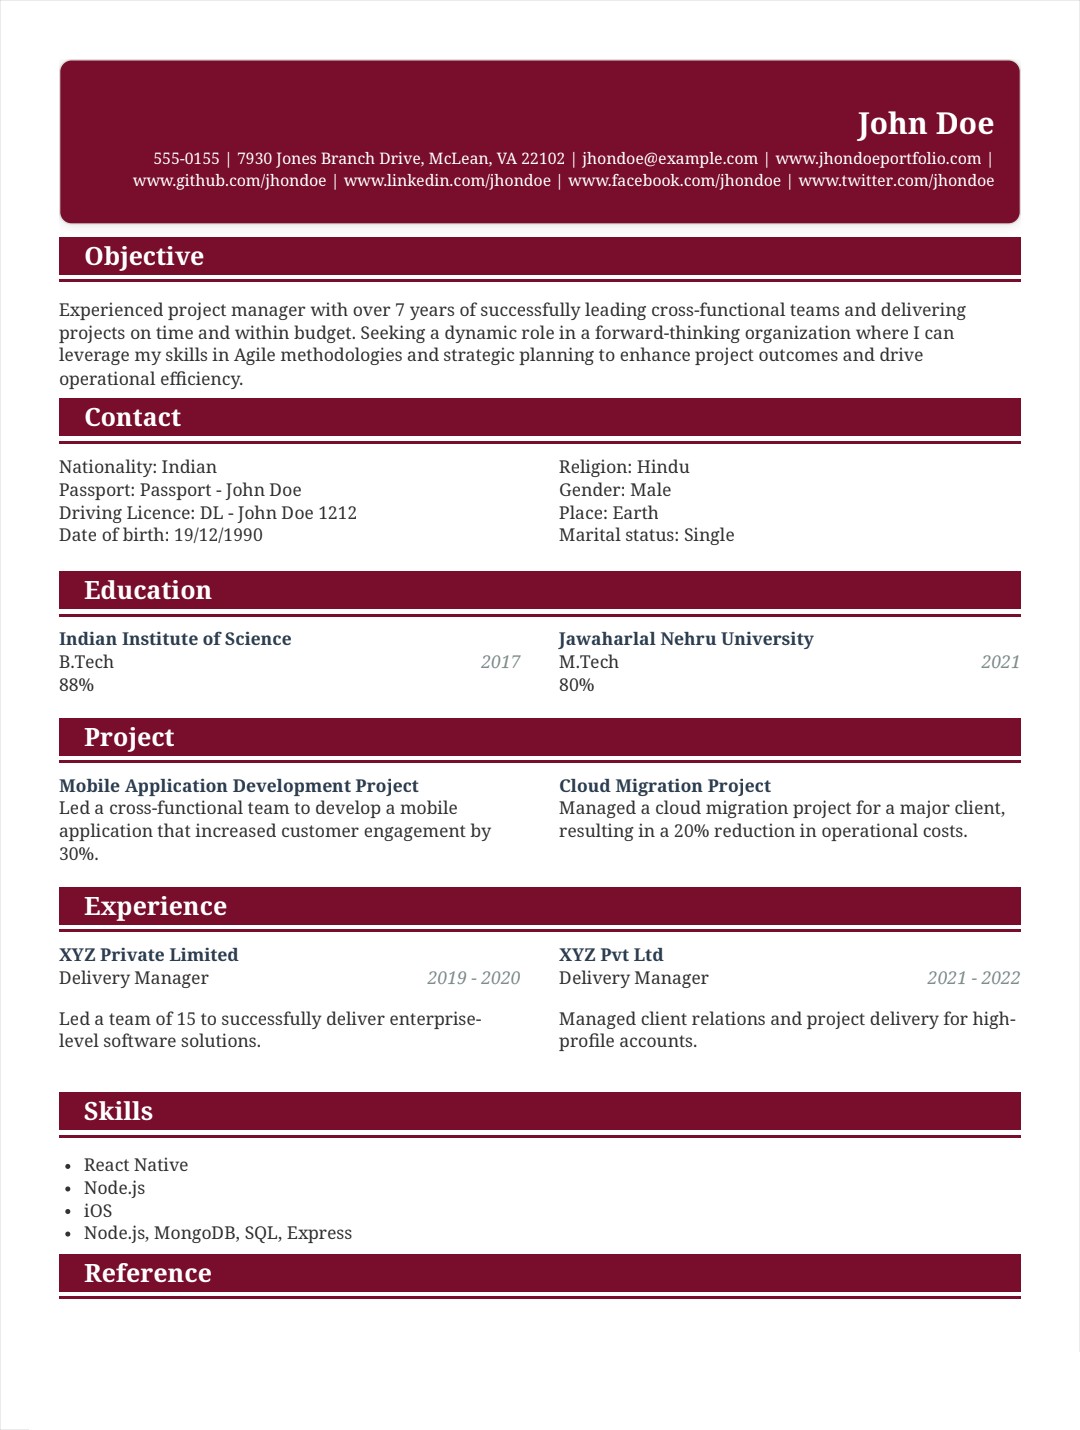 John Doe
555-0155 | 7930 Jones Branch Drive, McLean, VA 22102 | jhondoe@example.com | www.jhondoeportfolio.com |
www.github.com/jhondoe | www.linkedin.com/jhondoe | www.facebook.com/jhondoe | www.twitter.com/jhondoe
Objective
Experienced project manager with over 7 years of successfully leading cross-functional teams and delivering
projects on time and within budget. Seeking a dynamic role in a forward-thinking organization where I can
leverage my skills in Agile methodologies and strategic planning to enhance project outcomes and drive
operational efficiency.
Contact
Nationality: Indian
Passport: Passport - John Doe
Driving Licence: DL - John Doe 1212
Date of birth: 19/12/1990
Religion: Hindu
Gender: Male
Place: Earth
Marital status: Single
Education
Indian Institute of Science
B.Tech 2017
88%
Jawaharlal Nehru University
M.Tech 2021
80%
Project
Mobile Application Development Project
Led a cross-functional team to develop a mobile
application that increased customer engagement by
30%.
Cloud Migration Project
Managed a cloud migration project for a major client,
resulting in a 20% reduction in operational costs.
Experience
XYZ Private Limited
Delivery Manager 2019 - 2020
Led a team of 15 to successfully deliver enterprise-
level software solutions.
XYZ Pvt Ltd
Delivery Manager 2021 - 2022
Managed client relations and project delivery for high-
profile accounts.
Skills
• React Native
• Node.js
• iOS
• Node.js, MongoDB, SQL, Express
Reference